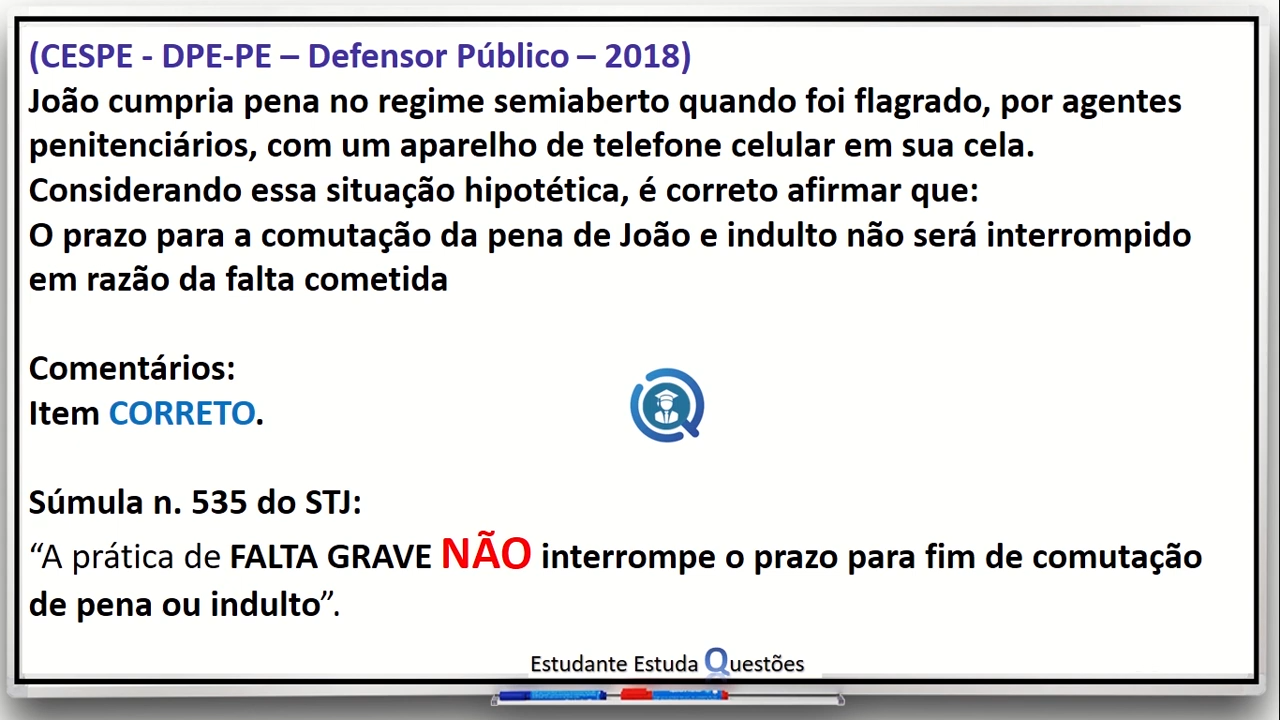 (CESPE - DPE-PE – Defensor Público – 2018)
João cumpria pena no regime semiaberto quando foi flagrado, por agentes
penitenciários, com um aparelho de telefone celular em sua cela.
Considerando essa situação hipotética, é correto afirmar que:
O prazo para a comutação da pena de João e indulto não será interrompido
em razão da falta cometida
Comentários:
Item CORRETO.
Súmula n. 535 do STJ:
“A prática de FALTA GRAVE NÃO interrompe o prazo para fim de comutação
de pena ou indulto”.
Estudante Estuda Questões